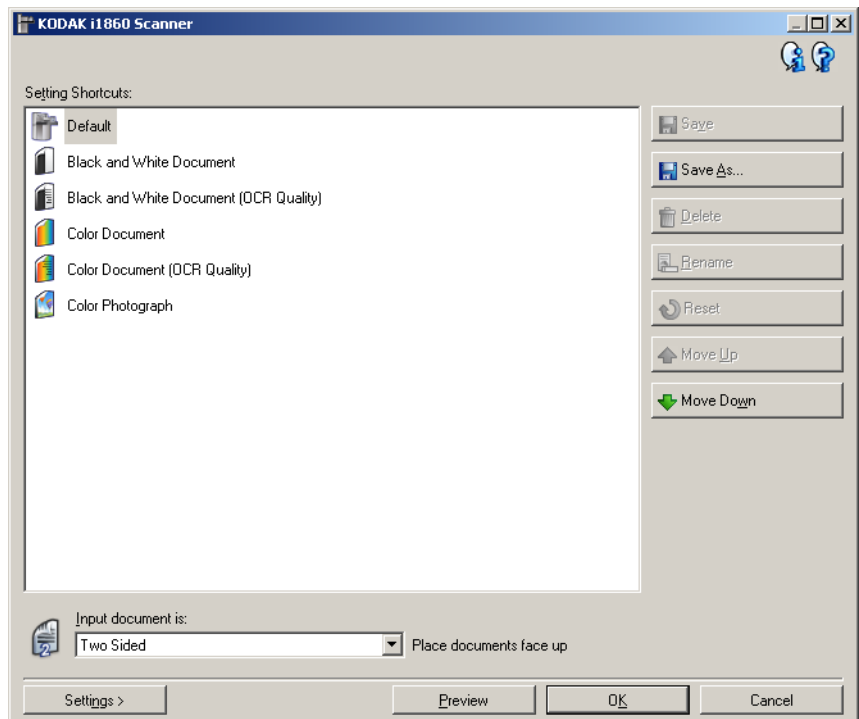 KODAK i1860 Scanner
Setting Shortcuts:
Default
Black and White Document
Black and White Document (OCR Quality)
Color Document
Color Document (OCR Quality)
Color Photograph
Save
Save As...
Delete
Rename
Reset
Move Up
Move Down
Input document is:
2
Two Sided
Place documents face up
Settings >
Preview
OK
Cancel